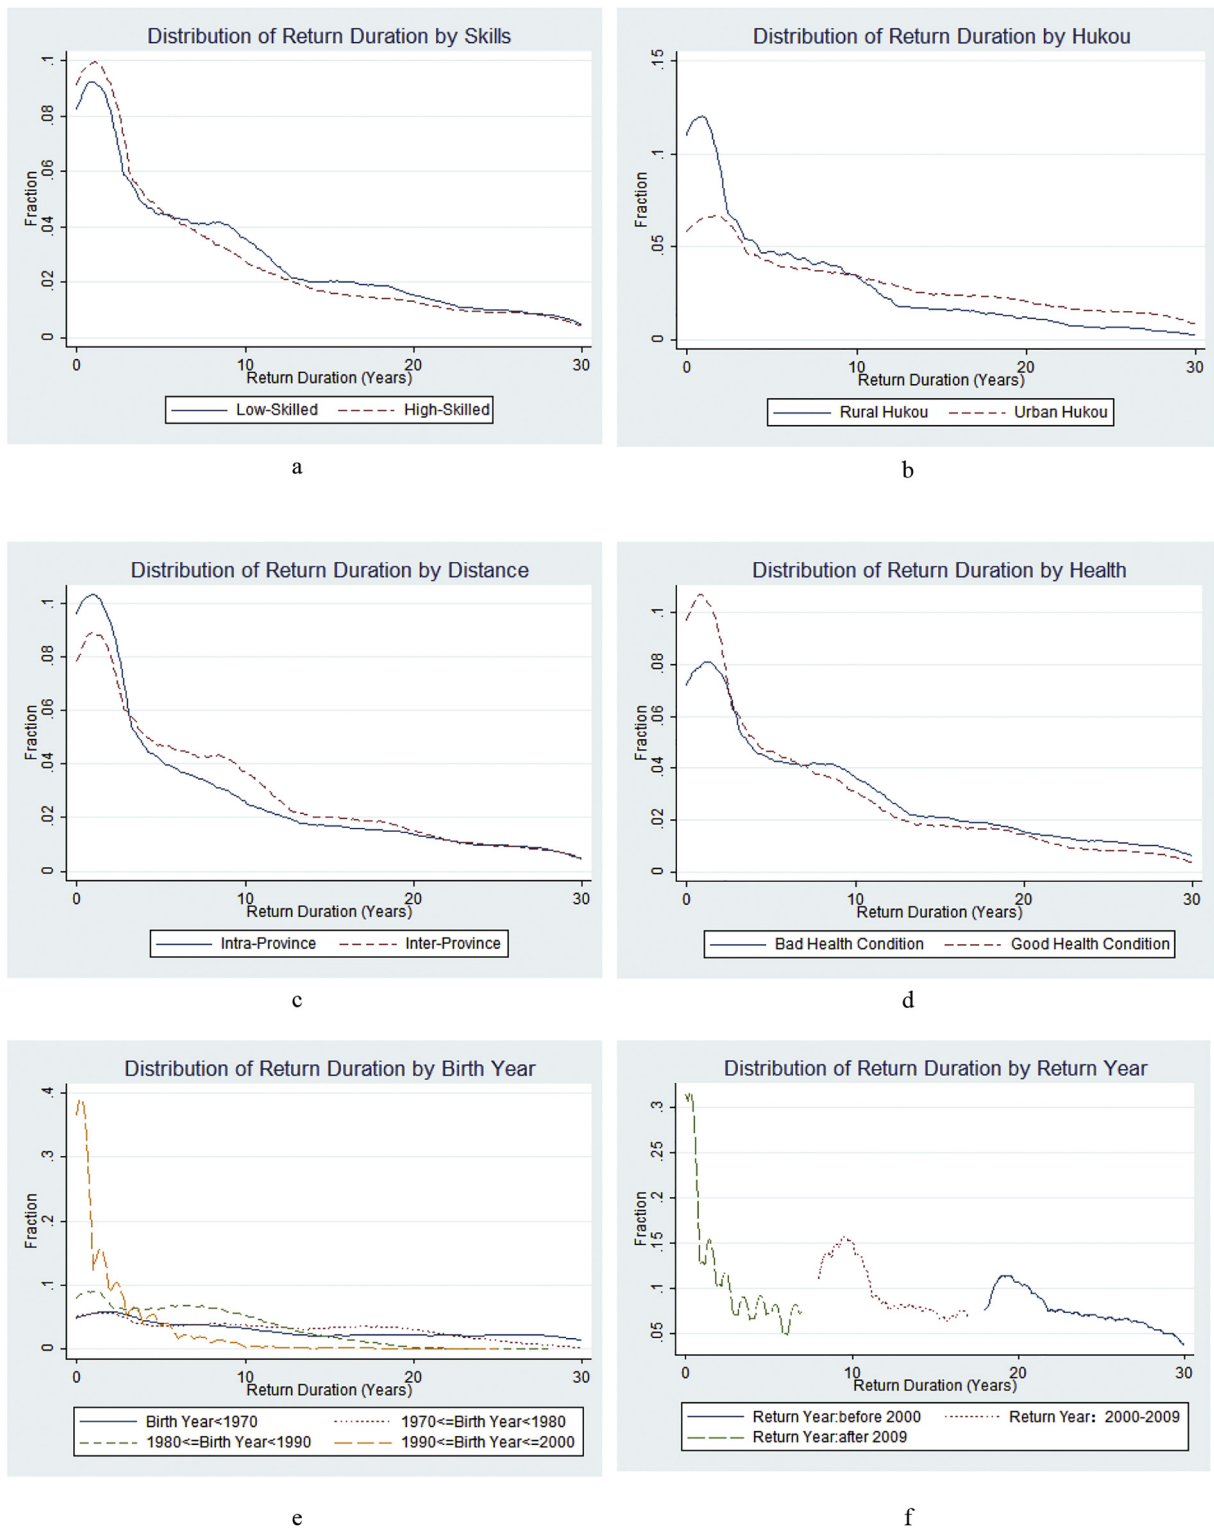 Distribution of Return Duration by Skills
Fraction
0 .02 .04 .06 .08 .1
0 10 20 30
Return Duration (Years)
Low-Skilled High-Skilled
a
Distribution of Return Duration by Hukou
Fraction
0 .05 .1 .15
0 10 20 30
Return Duration (Years)
Rural Hukou Urban Hukou
b
Distribution of Return Duration by Distance
Fraction
0 .02 .04 .06 .08 .1
0 10 20 30
Return Duration (Years)
Intra-Province Inter-Province
c
Distribution of Return Duration by Health
Fraction
0 .02 .04 .06 .08 .1
0 10 20 30
Return Duration (Years)
Bad Health Condition Good Health Condition
d
Distribution of Return Duration by Birth Year
Fraction
0 .1 .2 .3 .4
0 10 20 30
Return Duration (Years)
Birth Year<1970 1970<=Birth Year<1980
1980<=Birth Year<1990 1990<=Birth Year<=2000
e
Distribution of Return Duration by Return Year
Fraction
.05 .1 .15 .2 .25 .3
0 10 20 30
Return Duration (Years)
Return Year:before 2000 Return Year：2000-2009
Return Year:after 2009
f